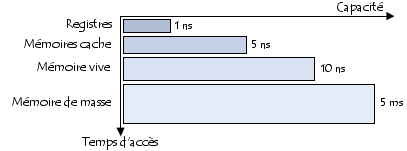 Capacité
Registres 1 ns
Mémoires cache 5 ns
Mémoire vive 10 ns
Mémoire de masse 5 ms
Temps d'accès